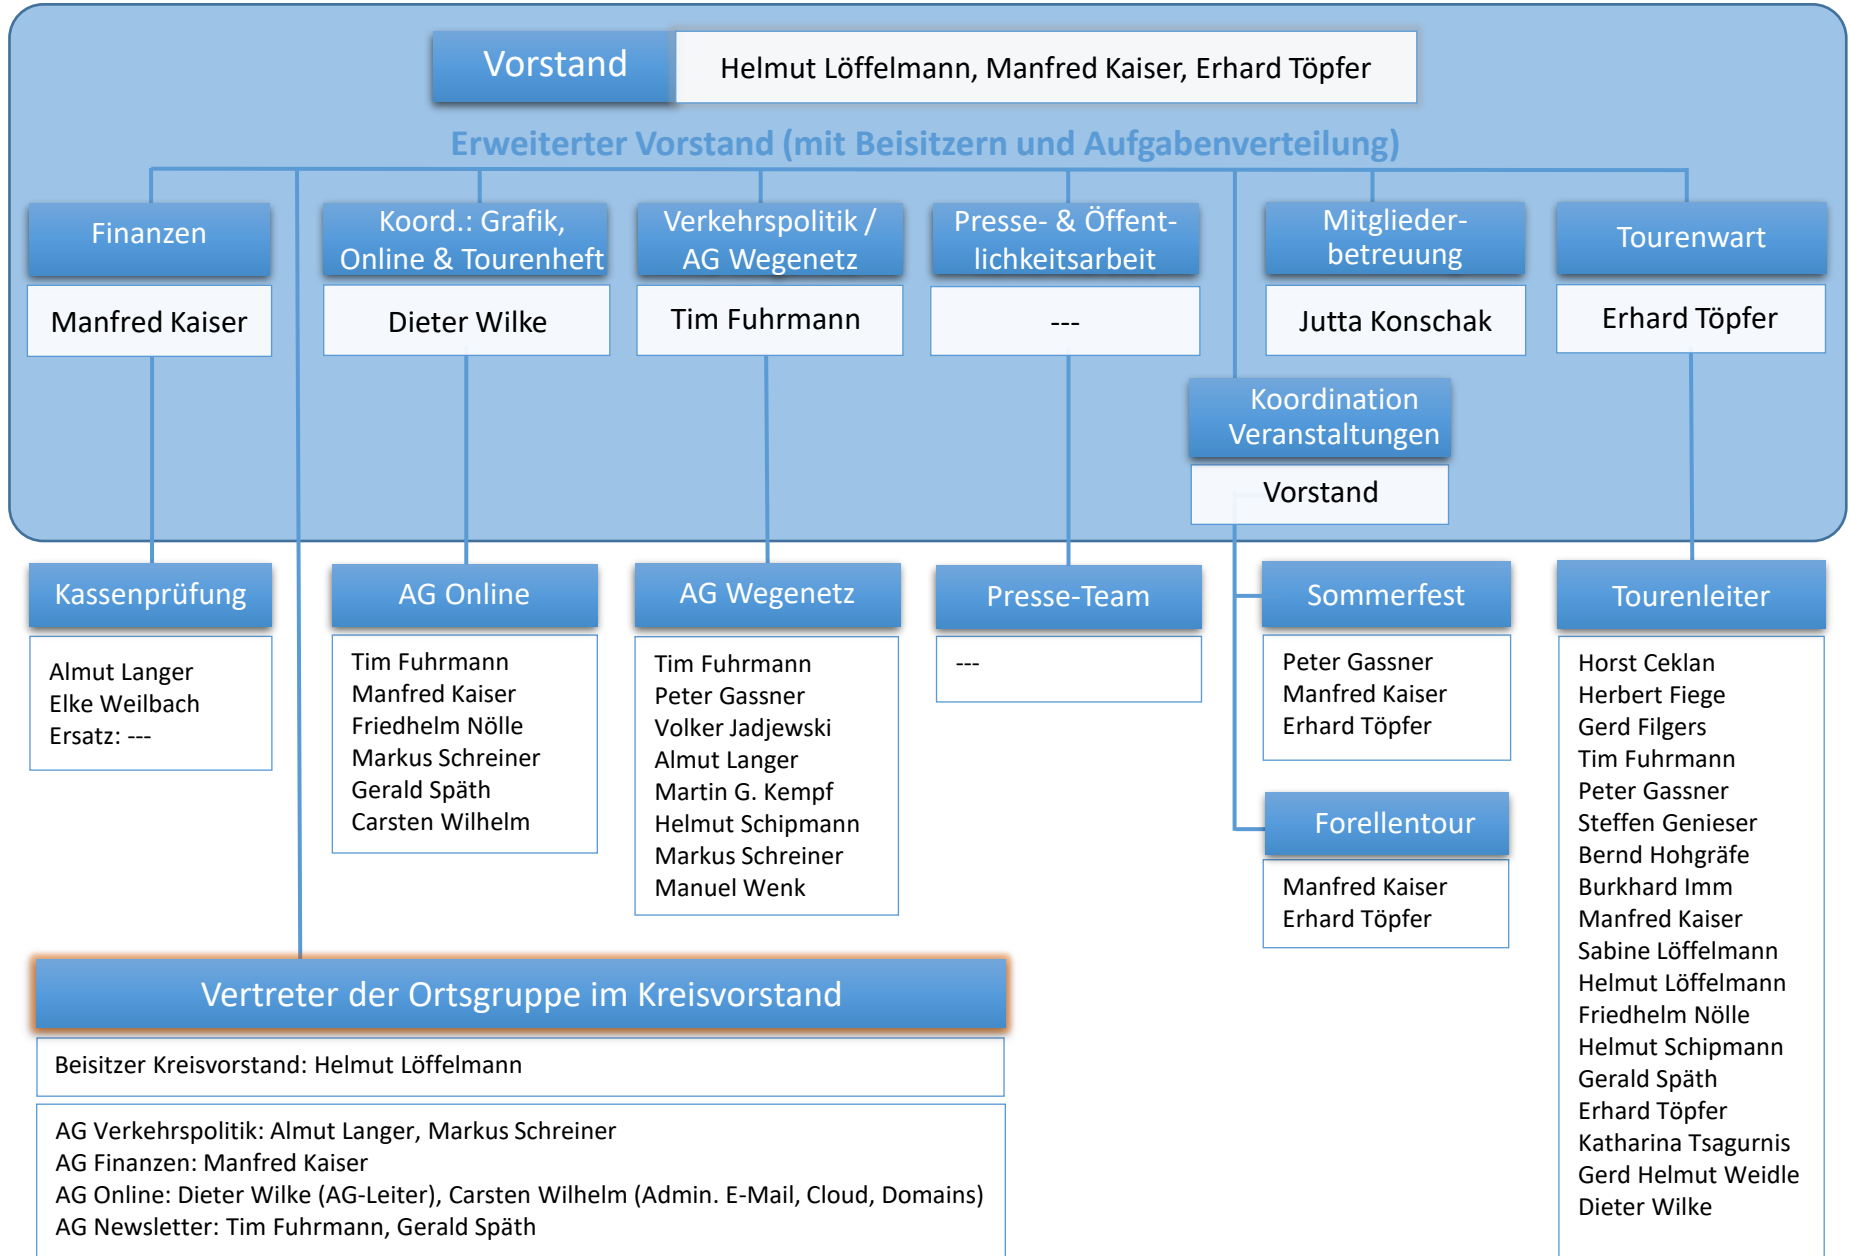 Vorstand
Helmut Löffelmann, Manfred Kaiser, Erhard Töpfer
Erweiterter Vorstand (mit Beisitzern und Aufgabenverteilung)
Finanzen
Manfred Kaiser
Koord.: Grafik,
Online & Tourenheft
Dieter Wilke
Verkehrspolitik /
AG Wegenetz
Tim Fuhrmann
Presse- & Öffent-
lichkeitsarbeit
---
Mitglieder-
betreuung
Jutta Konschak
Tourenwart
Erhard Töpfer
Koordination
Veranstaltungen
Vorstand
Kassenprüfung
Almut Langer
Elke Weilbach
Ersatz: ---
AG Online
Tim Fuhrmann
Manfred Kaiser
Friedhelm Nölle
Markus Schreiner
Gerald Späth
Carsten Wilhelm
AG Wegenetz
Tim Fuhrmann
Peter Gassner
Volker Jadjewski
Almut Langer
Martin G. Kempf
Helmut Schipmann
Markus Schreiner
Manuel Wenk
Presse-Team
---
Sommerfest
Peter Gassner
Manfred Kaiser
Erhard Töpfer
Forellentour
Manfred Kaiser
Erhard Töpfer
Tourenleiter
Horst Ceklan
Herbert Fiege
Gerd Filgers
Tim Fuhrmann
Peter Gassner
Steffen Genieser
Bernd Hohgräfe
Burkhard Imm
Manfred Kaiser
Sabine Löffelmann
Helmut Löffelmann
Friedhelm Nölle
Helmut Schipmann
Gerald Späth
Erhard Töpfer
Katharina Tsagurnis
Gerd Helmut Weidle
Dieter Wilke
Vertreter der Ortsgruppe im Kreisvorstand
Beisitzer Kreisvorstand: Helmut Löffelmann
AG Verkehrspolitik: Almut Langer, Markus Schreiner
AG Finanzen: Manfred Kaiser
AG Online: Dieter Wilke (AG-Leiter), Carsten Wilhelm (Admin. E-Mail, Cloud, Domains)
AG Newsletter: Tim Fuhrmann, Gerald Späth